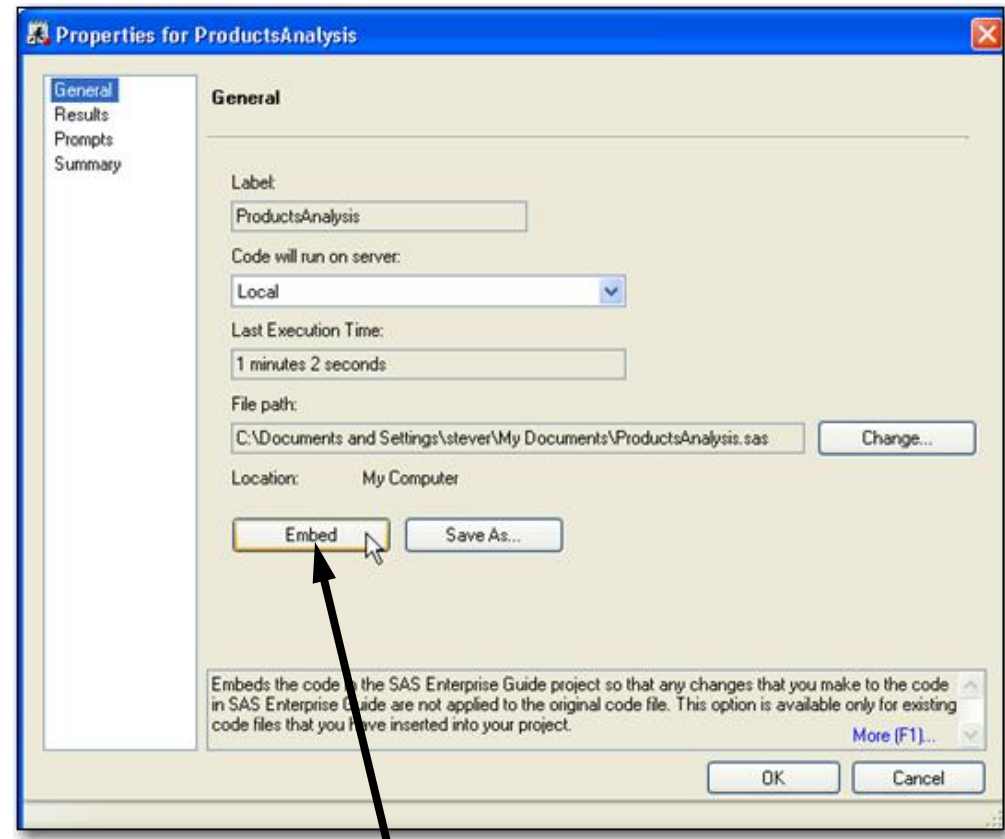 Properties for ProductsAnalysis
General
Results
Prompts
Summary
General
Label:
ProductsAnalysis
Code will run on server:
Local
Last Execution Time:
1 minutes 2 seconds
File path:
C:\Documents and Settings\stever\My Documents\ProductsAnalysis.sas
Change...
Location: My Computer
Embed
Save As...
Embeds the code in the SAS Enterprise Guide project so that any changes that you make to the code
in SAS Enterprise Guide are not applied to the original code file. This option is available only for existing
code files that you have inserted into your project.
More (F1)...
OK
Cancel